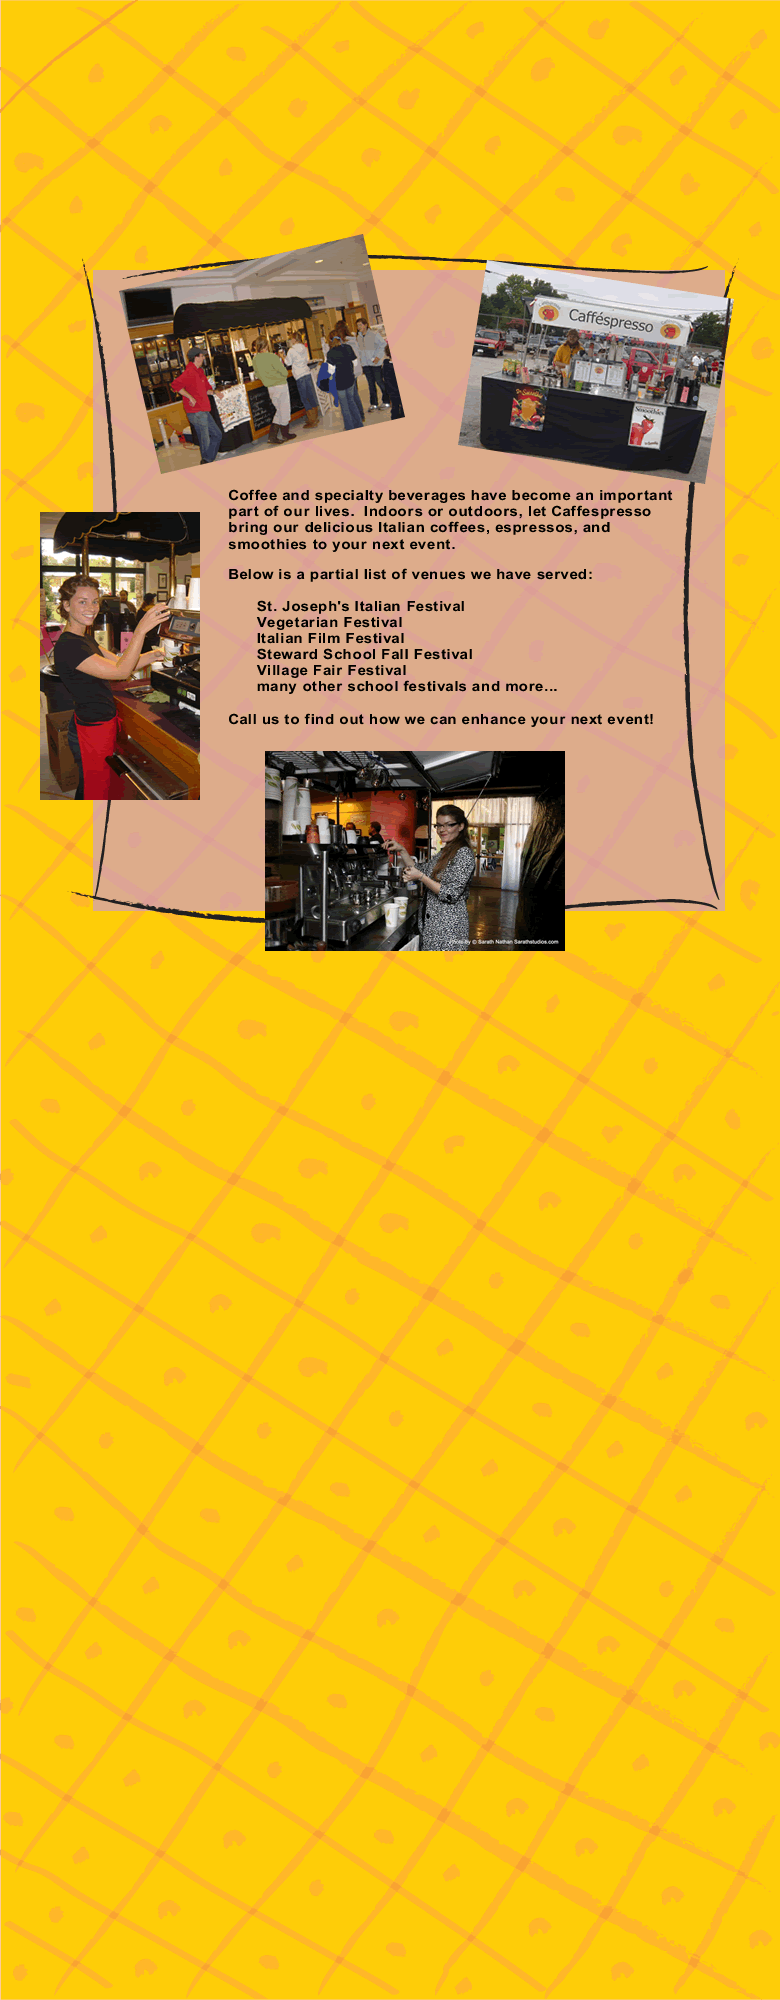 Cafféspresso
Smoothies
Coffee and specialty beverages have become an important
part of our lives.  Indoors or outdoors, let Caffespresso
bring our delicious Italian coffees, espressos, and
smoothies to your next event.
Below is a partial list of venues we have served:
St. Joseph's Italian Festival
Vegetarian Festival
Italian Film Festival
Steward School Fall Festival
Village Fair Festival
many other school festivals and more...
Call us to find out how we can enhance your next event!
Photo By © Sarath Nathan Sarathstudios.com